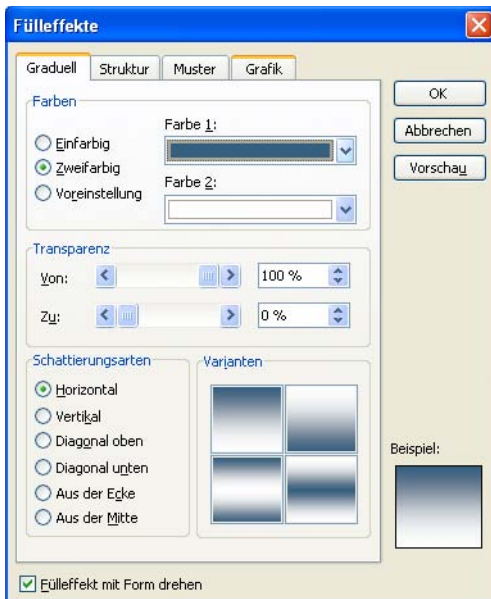 Fülleffekte
Graduell Struktur Muster Grafik
Farben
Einfarbig
Zweifarbig
Voreinstellung
Farbe 1:
Farbe 2:
OK
Abbrechen
Vorschau
Transparenz
Von: 100 %
Zu: 0 %
Schattierungsarten
Horizontal
Vertikal
Diagonal oben
Diagonal unten
Aus der Ecke
Aus der Mitte
Varianten
Beispiel:
Fülleffekt mit Form drehen